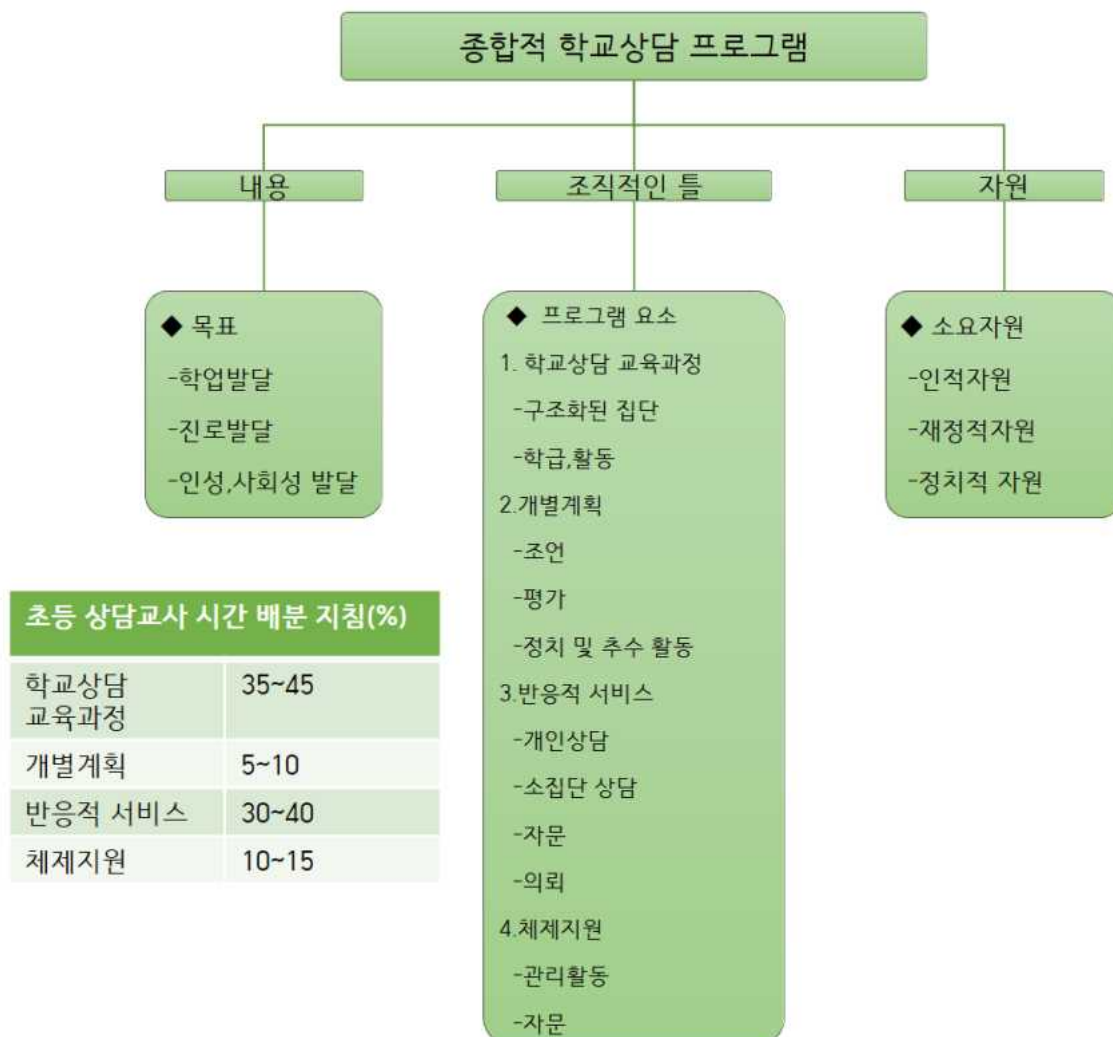 종합적 학교상담 프로그램
내용
조직적인 틀
자원
◆ 목표
-학업발달
-진로발달
-인성,사회성 발달
◆ 프로그램 요소
1. 학교상담 교육과정
-구조화된 집단
-학급,활동
2.개별계획
-조언
-평가
-정치 및 추수 활동
3.반응적 서비스
-개인상담
-소집단 상담
-자문
-의뢰
4.체제지원
-관리활동
-자문
◆ 소요자원
-인적자원
-재정적자원
-정치적 자원
초등 상담교사 시간 배분 지침(%)
학교상담 35~45
교육과정
개별계획 5~10
반응적 서비스 30~40
체제지원 10~15